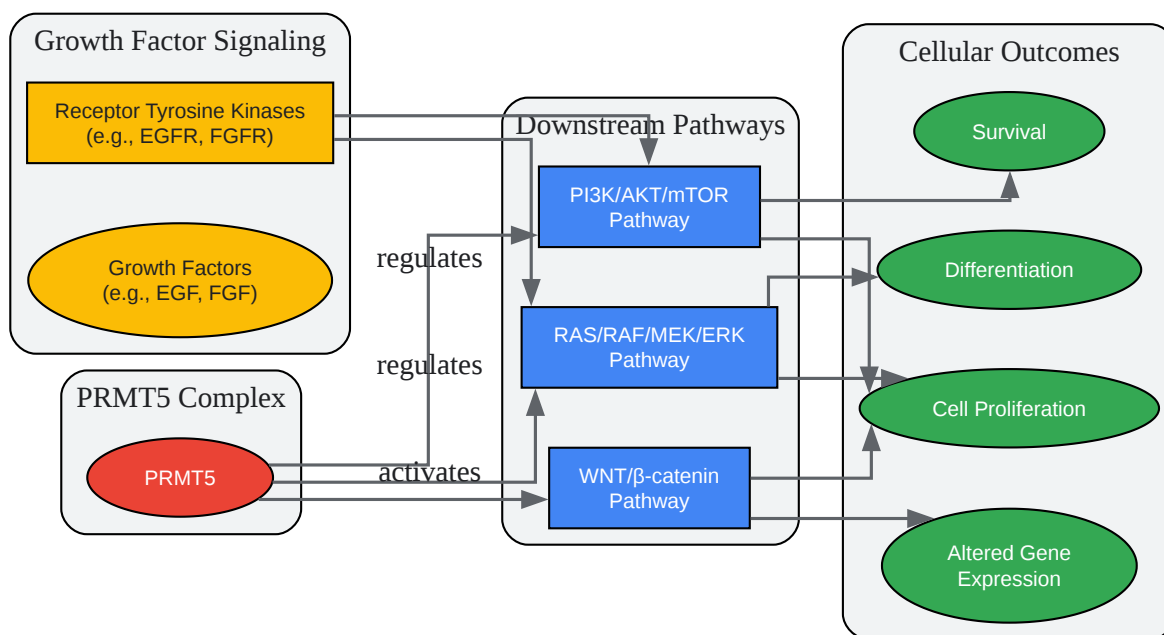 Growth Factor Signaling
Receptor Tyrosine Kinases
(e.g., EGFR, FGFR)
Growth Factors
(e.g., EGF, FGF)
PRMT5 Complex
PRMT5
regulates
regulates
activates
Downstream Pathways
PI3K/AKT/mTOR
Pathway
RAS/RAF/MEK/ERK
Pathway
WNT/β-catenin
Pathway
Cellular Outcomes
Survival
Differentiation
Cell Proliferation
Altered Gene
Expression